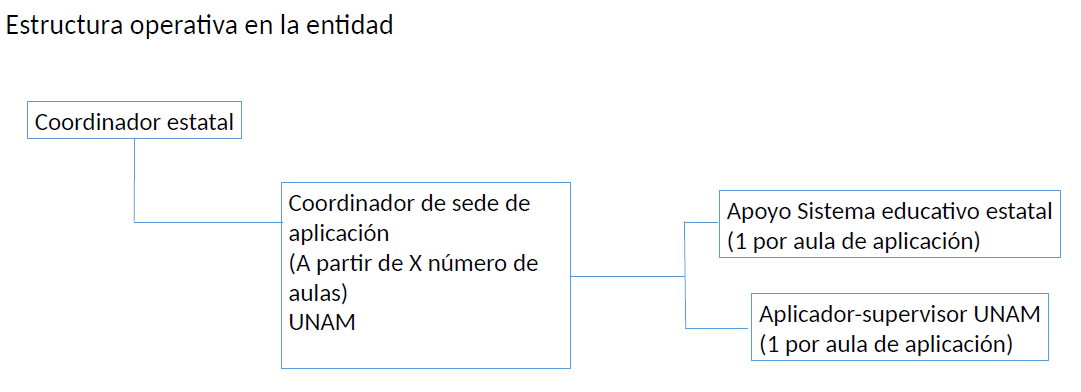 Estructura operativa en la entidad
Coordinador estatal
Coordinador de sede de
aplicación
(A partir de X número de
aulas)
UNAM
Apoyo Sistema educativo estatal
(1 por aula de aplicación)
Aplicador-supervisor UNAM
(1 por aula de aplicación)